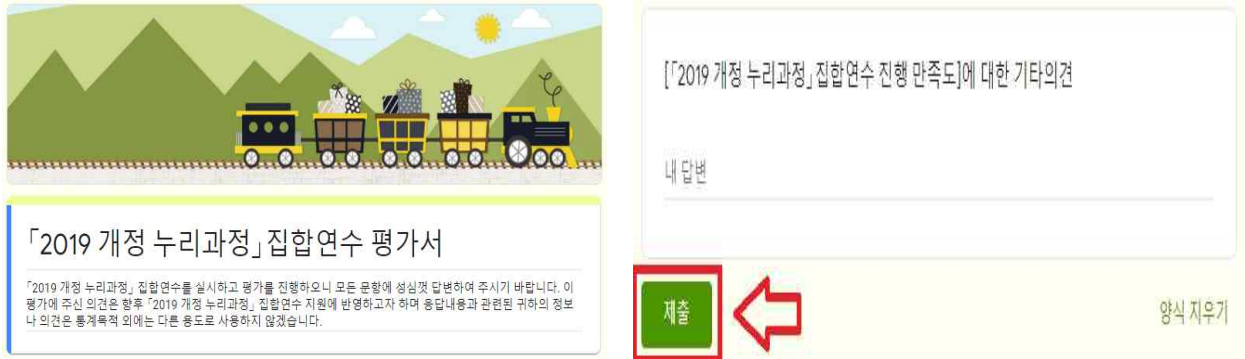 「2019 개정 누리과정」집합연수 평가서
「2019 개정 누리과정」 집합연수를 실시하고 평가를 진행하오니 모든 문항에 성심껏 답변하여 주시기 바랍니다. 이
평가에 주신 의견은 향후 「2019 개정 누리과정」 집합연수 지원에 반영하고자 하며 응답내용과 관련된 귀하의 정보
나 의견은 통계목적 외에는 다른 용도로 사용하지 않겠습니다.
[「2019 개정 누리과정」집합연수 진행 만족도]에 대한 기타의견
내 답변
제출
양식 지우기